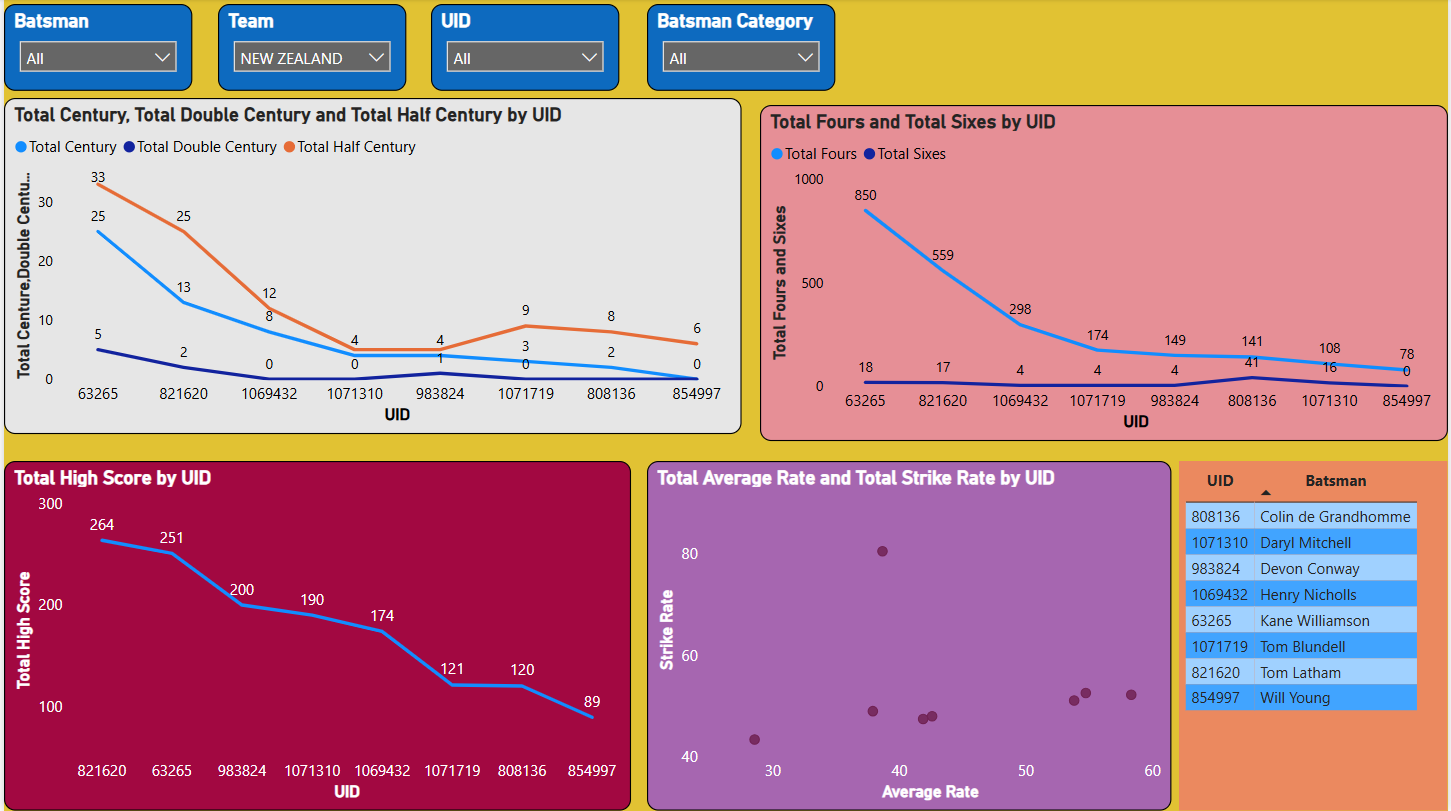 Batsman
All
Team
NEW ZEALAND
UID
All
Batsman Category
All
Total Century, Total Double Century and Total Half Century by UID
Total Century Total Double Century Total Half Century
Total Centure,Double Centu...
30
20
10
0
33
25
12
4
4
9
8
6
25
13
8
3
2
5
2
0
0
1
0
0
63265 821620 1069432 1071310 983824 1071719 808136 854997
UID
Total Fours and Total Sixes by UID
Total Fours Total Sixes
Total Fours and Sixes
1000
500
0
850
559
298
174
149
141
108
78
18
17
4
4
4
41
16
0
63265 821620 1069432 1071719 983824 808136 1071310 854997
UID
Total High Score by UID
Total High Score
300
200
100
264
251
200
190
174
121
120
89
821620 63265 983824 1071310 1069432 1071719 808136 854997
UID
Total Average Rate and Total Strike Rate by UID
Strike Rate
80
60
40
30 40 50 60
Average Rate
UID Batsman
808136 Colin de Grandhomme
1071310 Daryl Mitchell
983824 Devon Conway
1069432 Henry Nicholls
63265 Kane Williamson
1071719 Tom Blundell
821620 Tom Latham
854997 Will Young